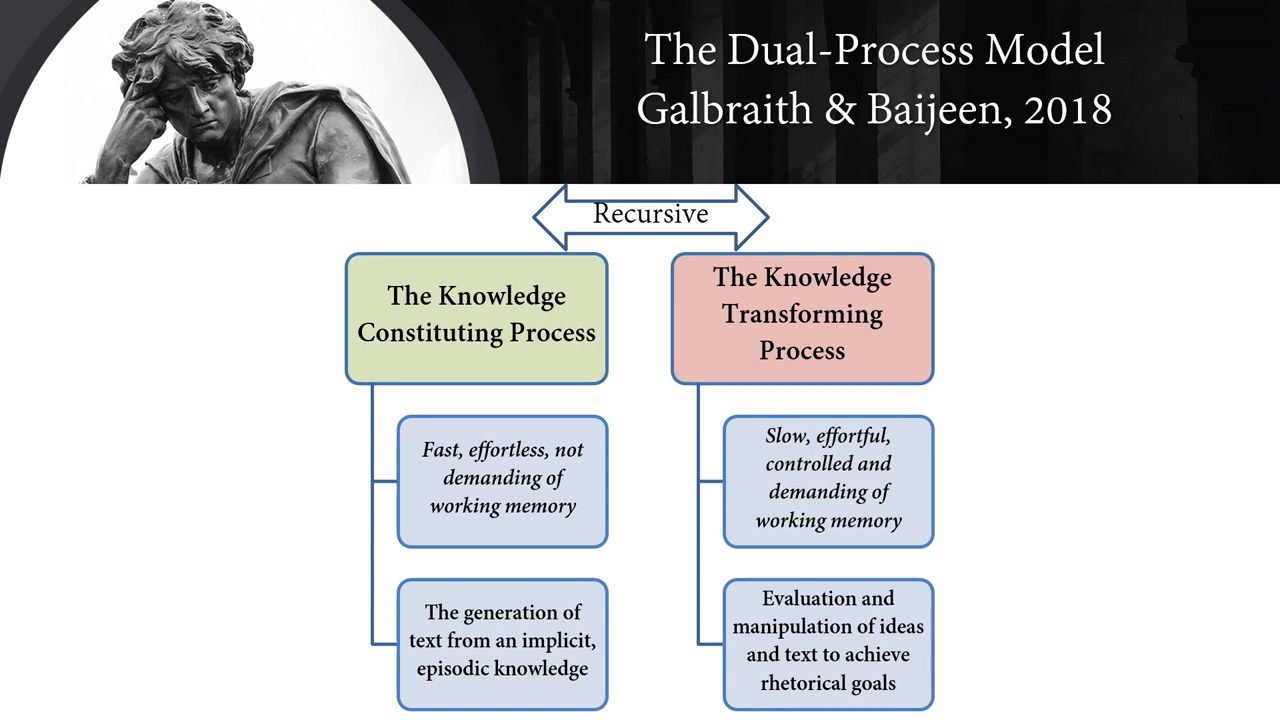 The Dual-Process Model
Galbraith & Baijeen, 2018
Recursive
The Knowledge
Constituting Process
Fast, effortless, not
demanding of
working memory
The generation of
text from an implicit,
episodic knowledge
The Knowledge
Transforming
Process
Slow, effortful,
controlled and
demanding of
working memory
Evaluation and
manipulation of ideas
and text to achieve
rhetorical goals